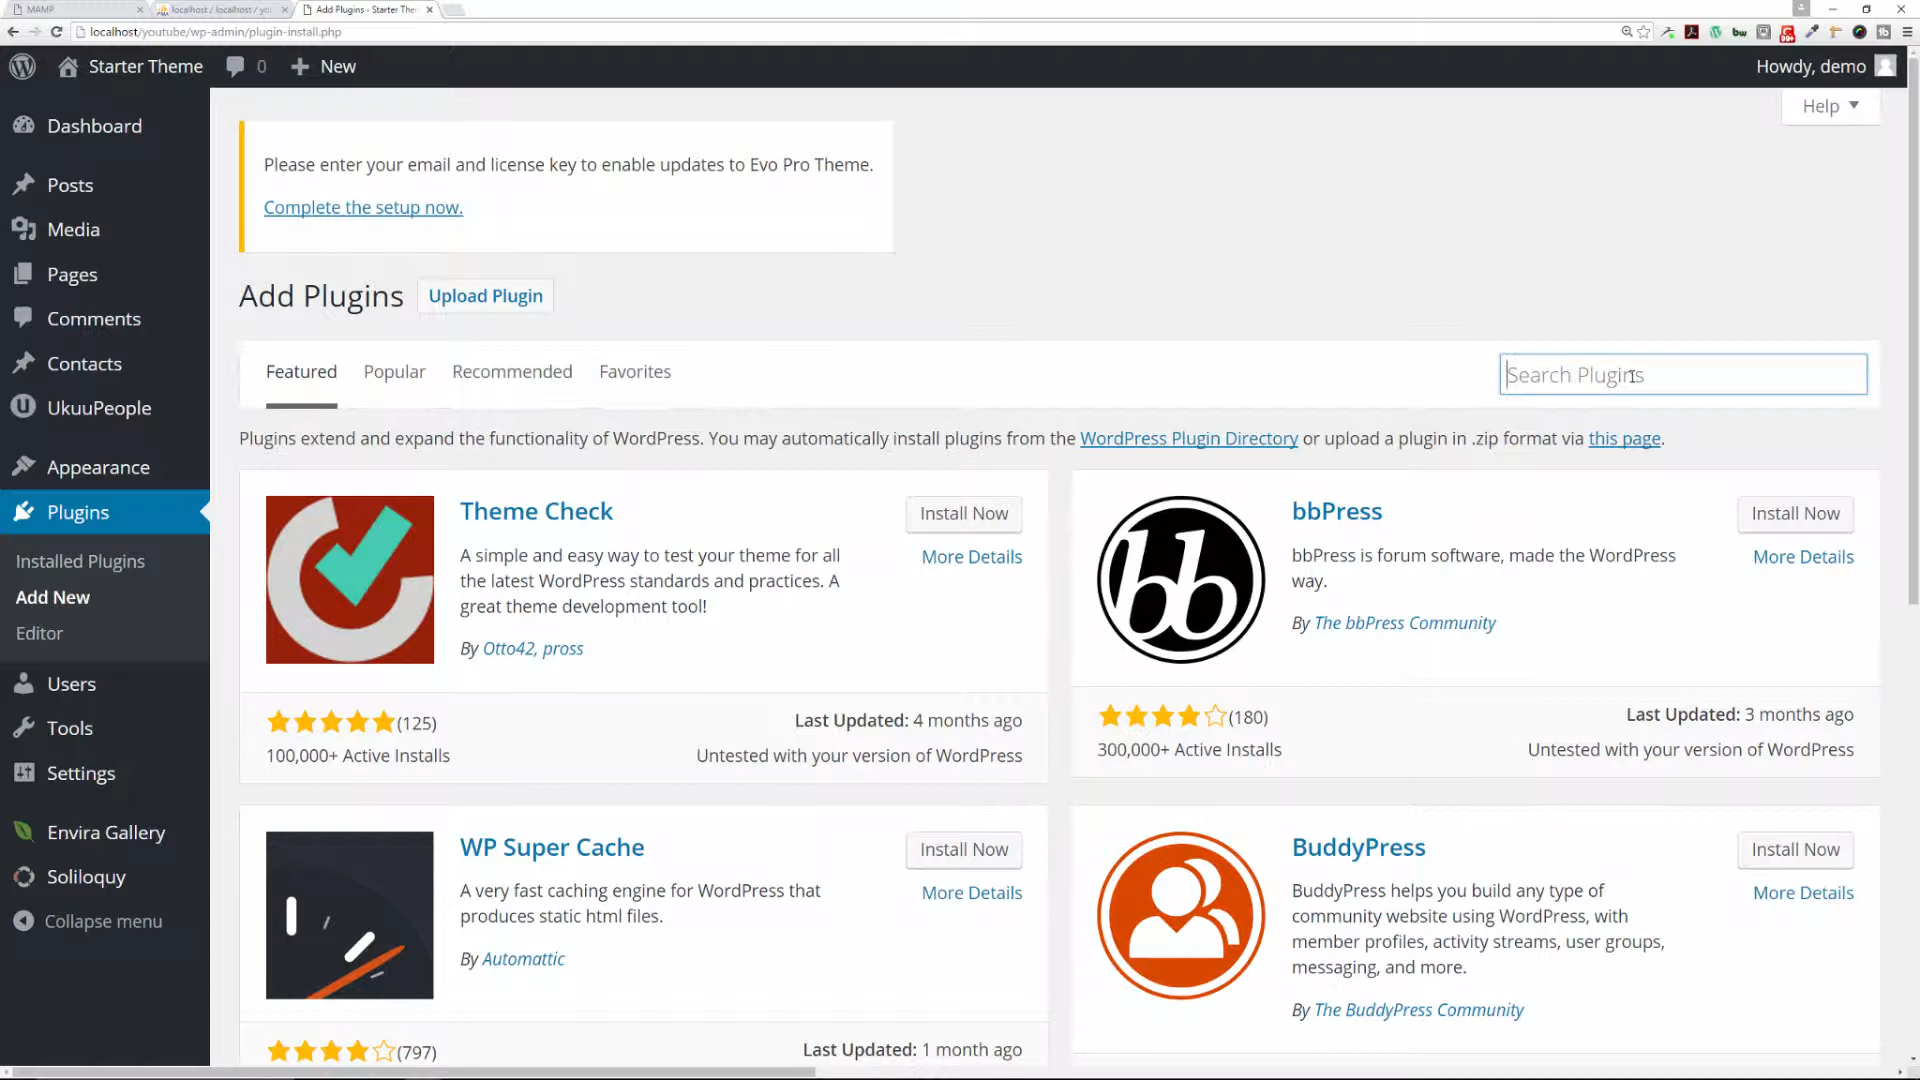 MAMP
localhost / localhost / you
Add Plugins ‹ Starter The
localhost/youtube/wp-admin/plugin-install.php
Starter Theme
0
New
Howdy, demo
Help
Dashboard
Posts
Media
Pages
Comments
Contacts
UkuuPeople
Appearance
Plugins
Installed Plugins
Add New
Editor
Users
Tools
Settings
Envira Gallery
Soliloquy
Collapse menu
Please enter your email and license key to enable updates to Evo Pro Theme.
Complete the setup now.
Add Plugins
Upload Plugin
Featured
Popular
Recommended
Favorites
Search Plugins
Plugins extend and expand the functionality of WordPress. You may automatically install plugins from the WordPress Plugin Directory or upload a plugin in .zip format via this page.
Theme Check
Install Now
More Details
A simple and easy way to test your theme for all
the latest WordPress standards and practices. A
great theme development tool!
By Otto42, pross
(125)
100,000+ Active Installs
Last Updated: 4 months ago
Untested with your version of WordPress
bb
bbPress
Install Now
More Details
bbPress is forum software, made the WordPress
way.
By The bbPress Community
(180)
300,000+ Active Installs
Last Updated: 3 months ago
Untested with your version of WordPress
WP Super Cache
Install Now
More Details
A very fast caching engine for WordPress that
produces static html files.
By Automattic
(797)
Last Updated: 1 month ago
BuddyPress
Install Now
More Details
BuddyPress helps you build any type of
community website using WordPress, with
member profiles, activity streams, user groups,
messaging, and more.
By The BuddyPress Community